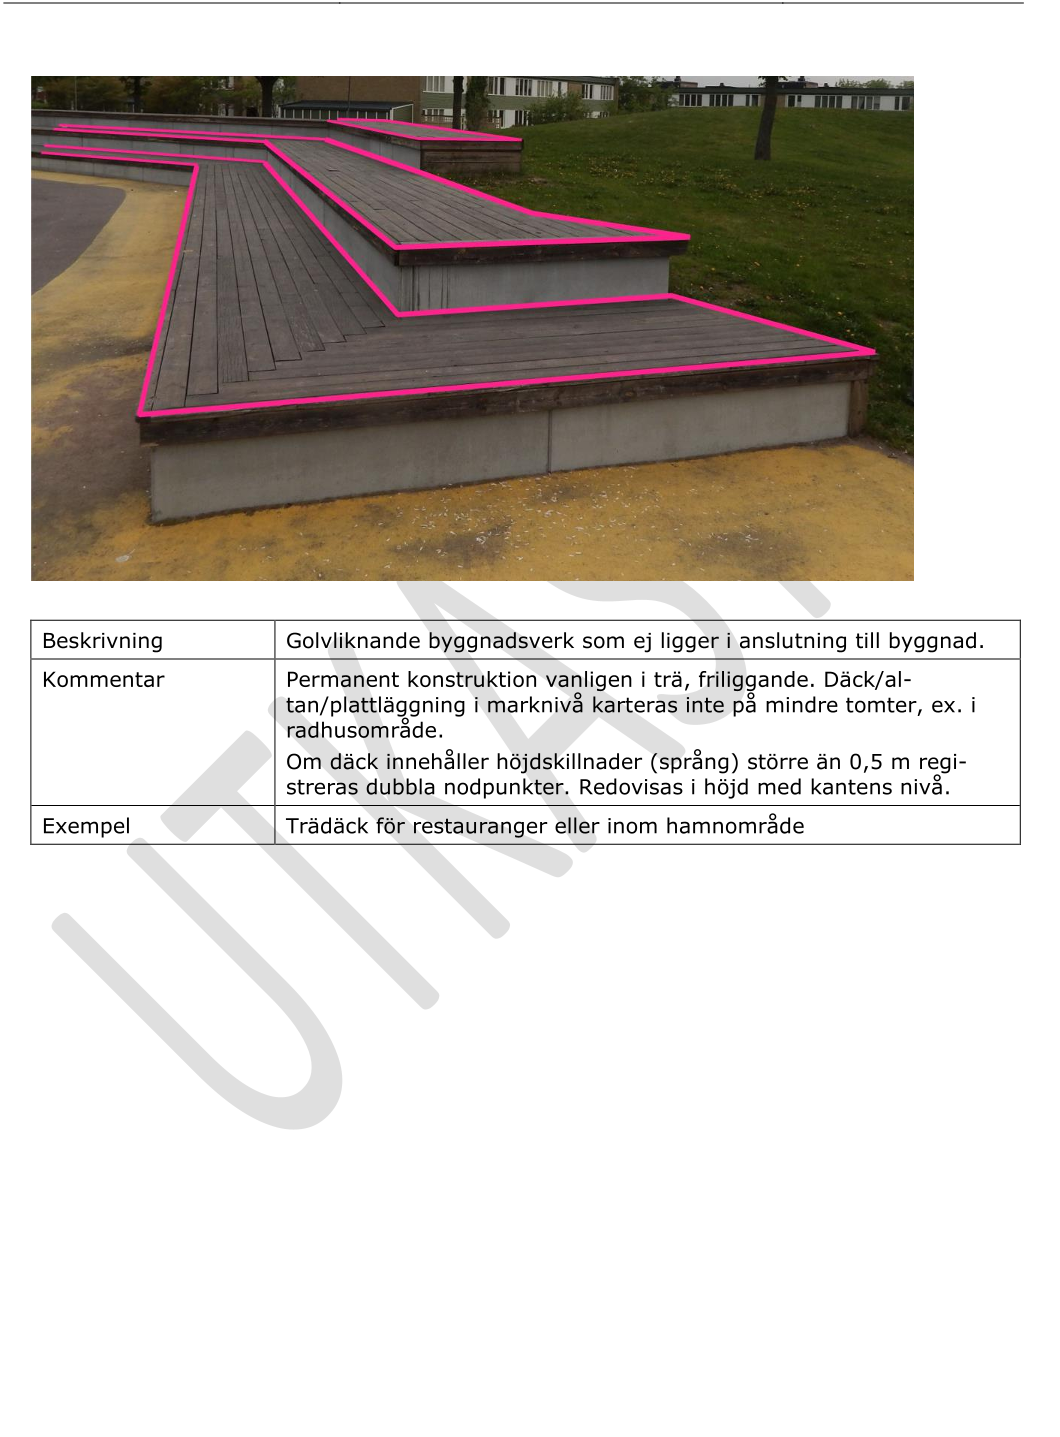 Beskrivning
Golvliknande byggnadsverk som ej ligger i anslutning till byggnad.
Kommentar
Permanent konstruktion vanligen i trä, friliggande. Däck/al-
tan/plattläggning i marknivå karteras inte på mindre tomter, ex. i
radhusområde.
Om däck innehåller höjdskillnader (språng) större än 0,5 m regi-
streras dubbla nodpunkter. Redovisas i höjd med kantens nivå.
Exempel
Trädäck för restauranger eller inom hamnområde
UTKAST